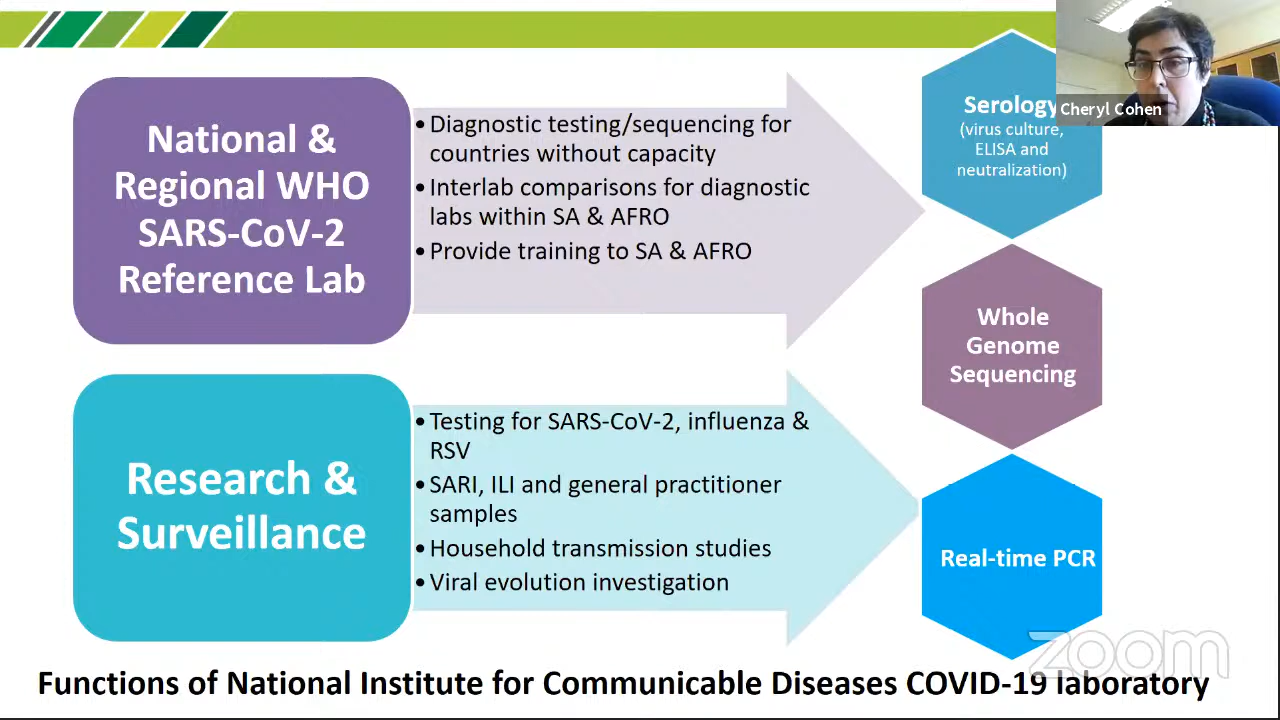 National &
Regional WHO
SARS-CoV-2
Reference Lab
• Diagnostic testing/sequencing for
countries without capacity
• Interlab comparisons for diagnostic
labs within SA & AFRO
• Provide training to SA & AFRO
Serology
(virus culture,
ELISA and
neutralization)
Cheryl Cohen
Whole
Genome
Sequencing
Research &
Surveillance
• Testing for SARS-CoV-2, influenza &
RSV
• SARI, ILI and general practitioner
samples
• Household transmission studies
• Viral evolution investigation
Real-time PCR
zoom
Functions of National Institute for Communicable Diseases COVID-19 laboratory